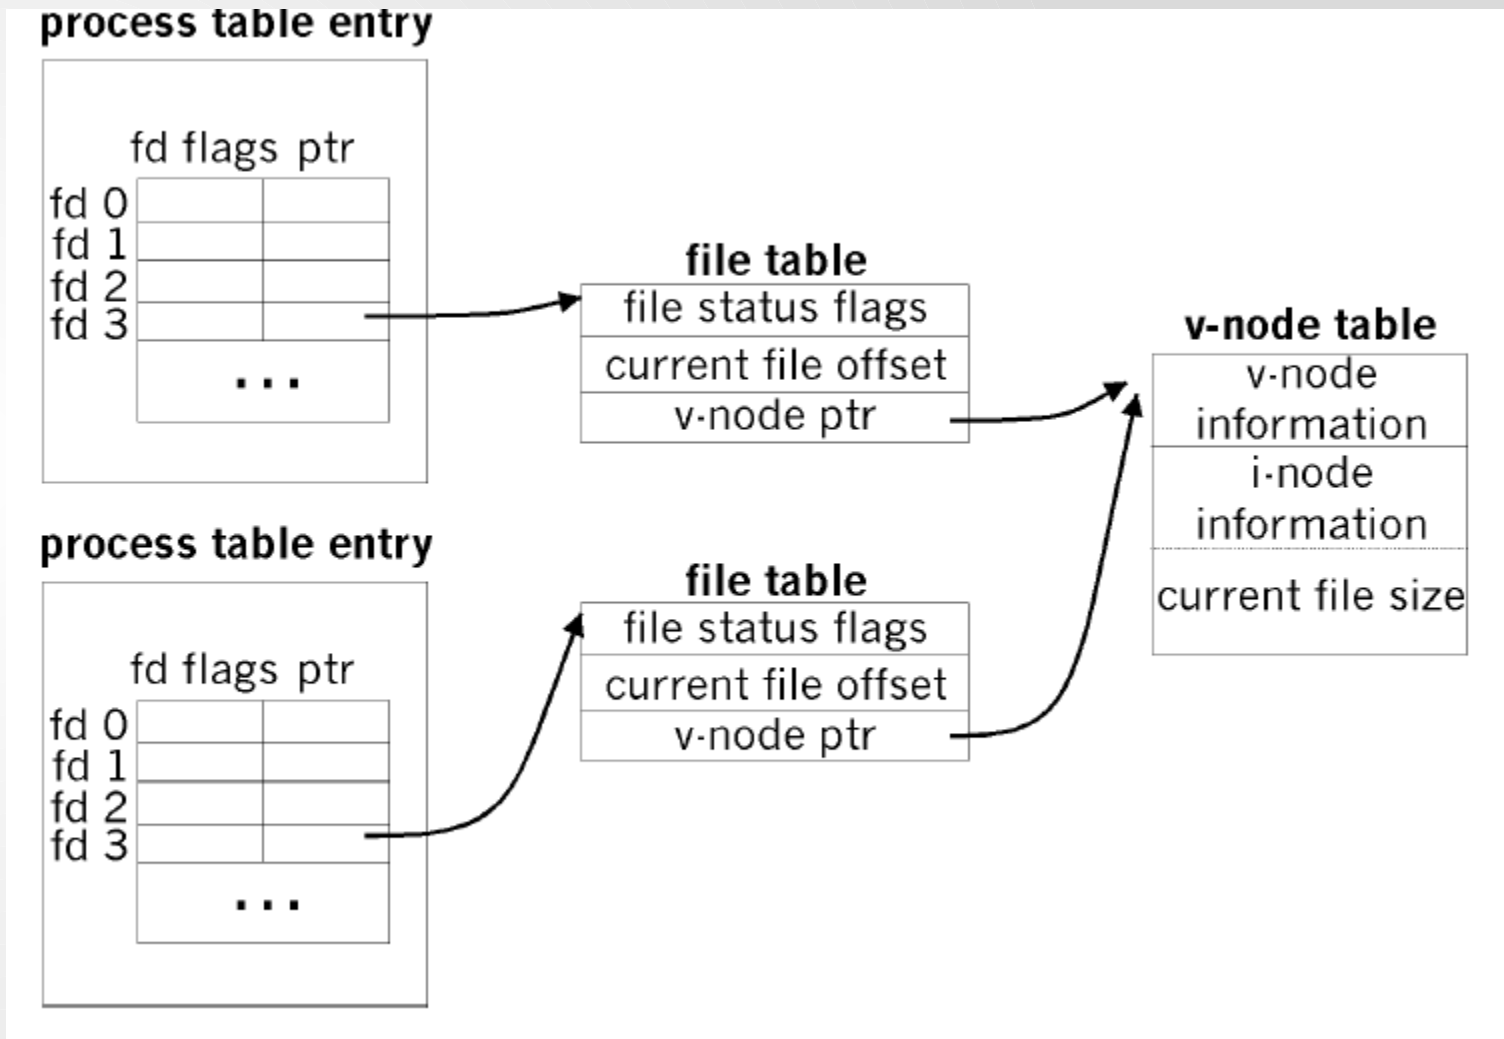 process table entry
fd flags ptr
fd 0
fd 1
fd 2
fd 3
...
file table
file status flags
current file offset
v-node ptr
v-node table
v-node
information
i-node
information
current file size
process table entry
fd flags ptr
fd 0
fd 1
fd 2
fd 3
...
file table
file status flags
current file offset
v-node ptr